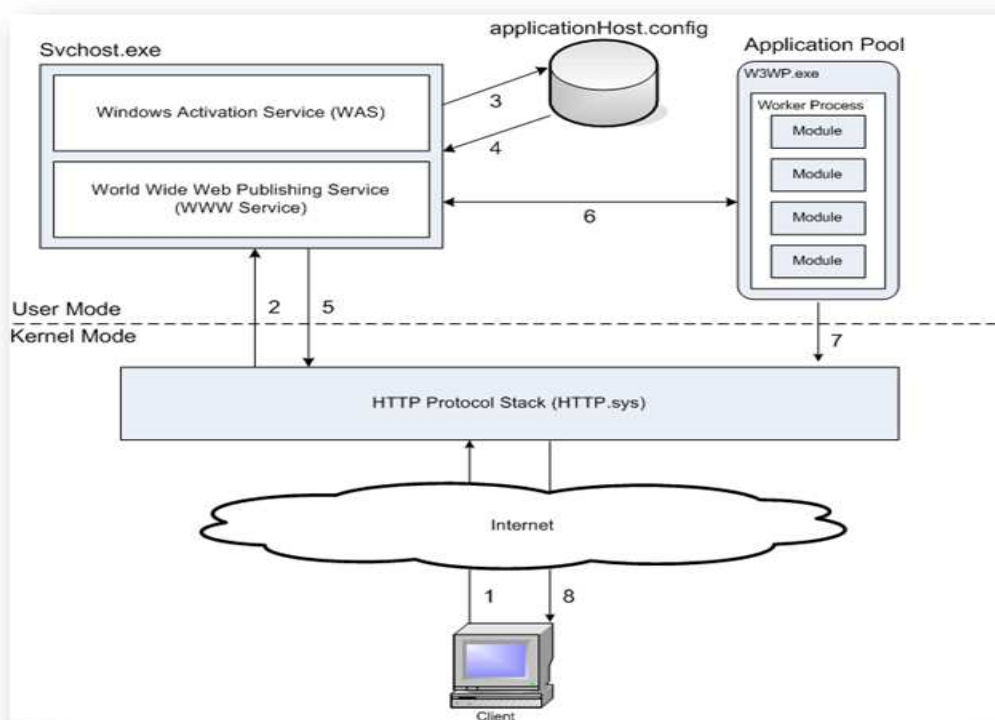 applicationHost.config
Svchost.exe
Application Pool
W3WP.exe
Windows Activation Service (WAS)
3
Worker Process
Module
4
Module
World Wide Web Publishing Service
(WWW Service)
6
Module
Module
User Mode
2
5
Kernel Mode
7
HTTP Protocol Stack (HTTP.sys)
Internet
1
8
Client